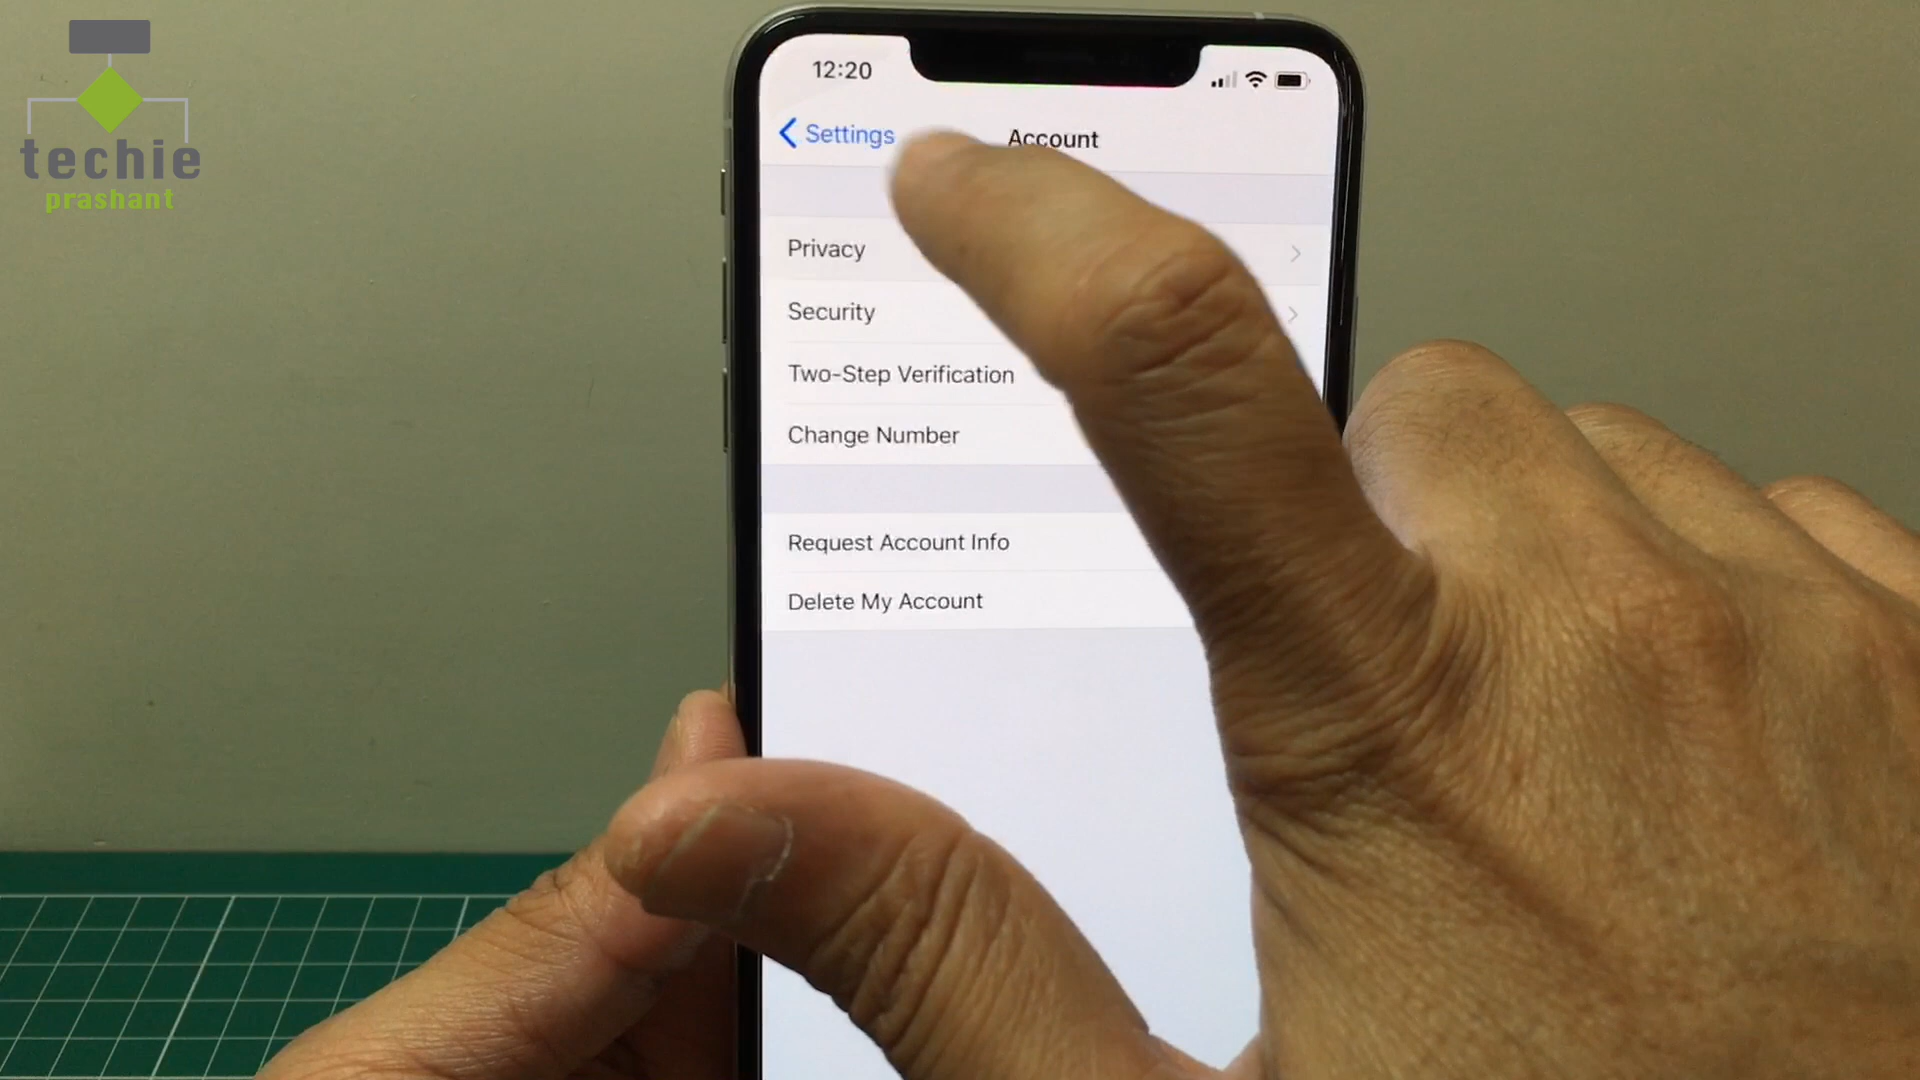 techie
prashant
12:20
Settings
Account
Privacy
Security
Two-Step Verification
Change Number
Request Account Info
Delete My Account